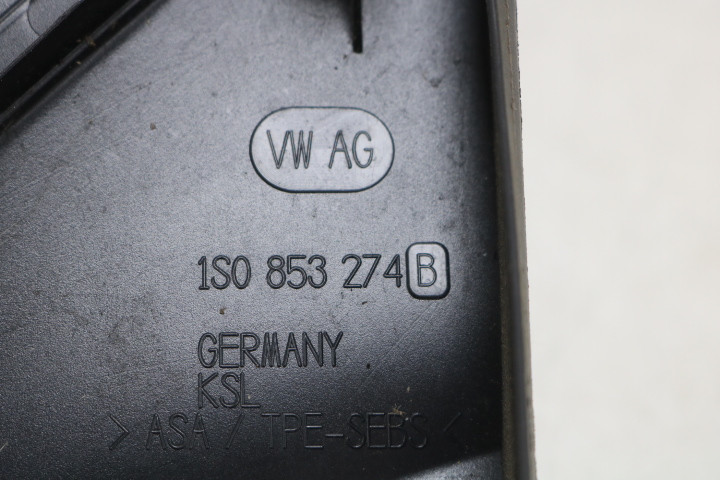 VW AG
1S0 853 274 B
GERMANY
KSL
> ASA / TPE-SEBS <